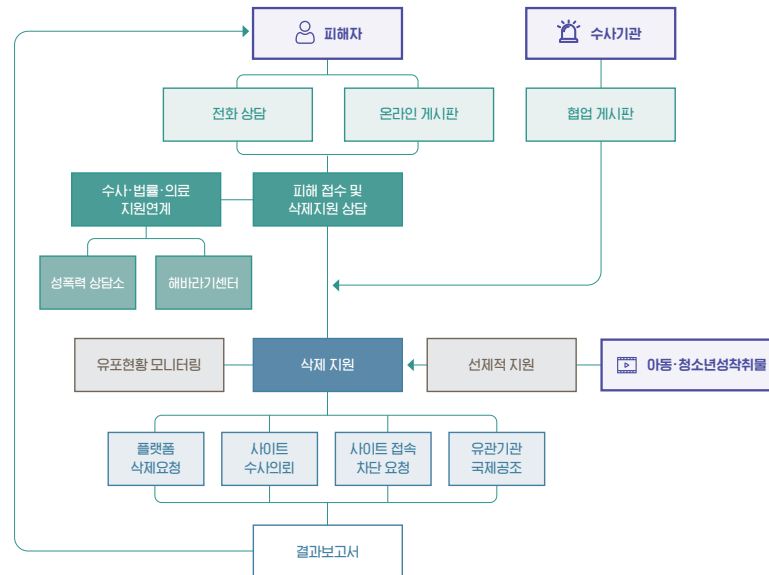 피해자
수사기관
전화 상담
온라인 게시판
협업 게시판
수사·법률·의료
지원연계
피해 접수 및
삭제지원 상담
성폭력 상담소
해바라기센터
유포현황 모니터링
삭제 지원
선제적 지원
아동·청소년성착취물
플랫폼
삭제요청
사이트
수사의뢰
사이트 접속
차단 요청
유관기관
국제공조
결과보고서